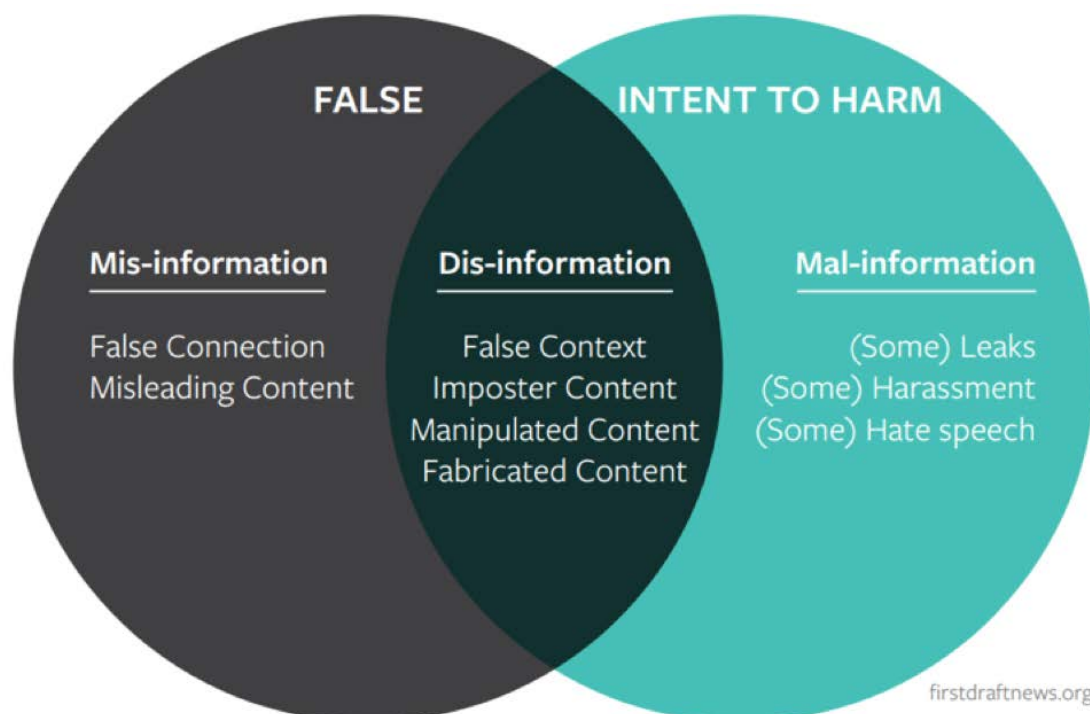 FALSE
INTENT TO HARM
Mis-information
False Connection
Misleading Content
Dis-information
False Context
Imposter Content
Manipulated Content
Fabricated Content
Mal-information
(Some) Leaks
(Some) Harassment
(Some) Hate speech
firstdraftnews.org